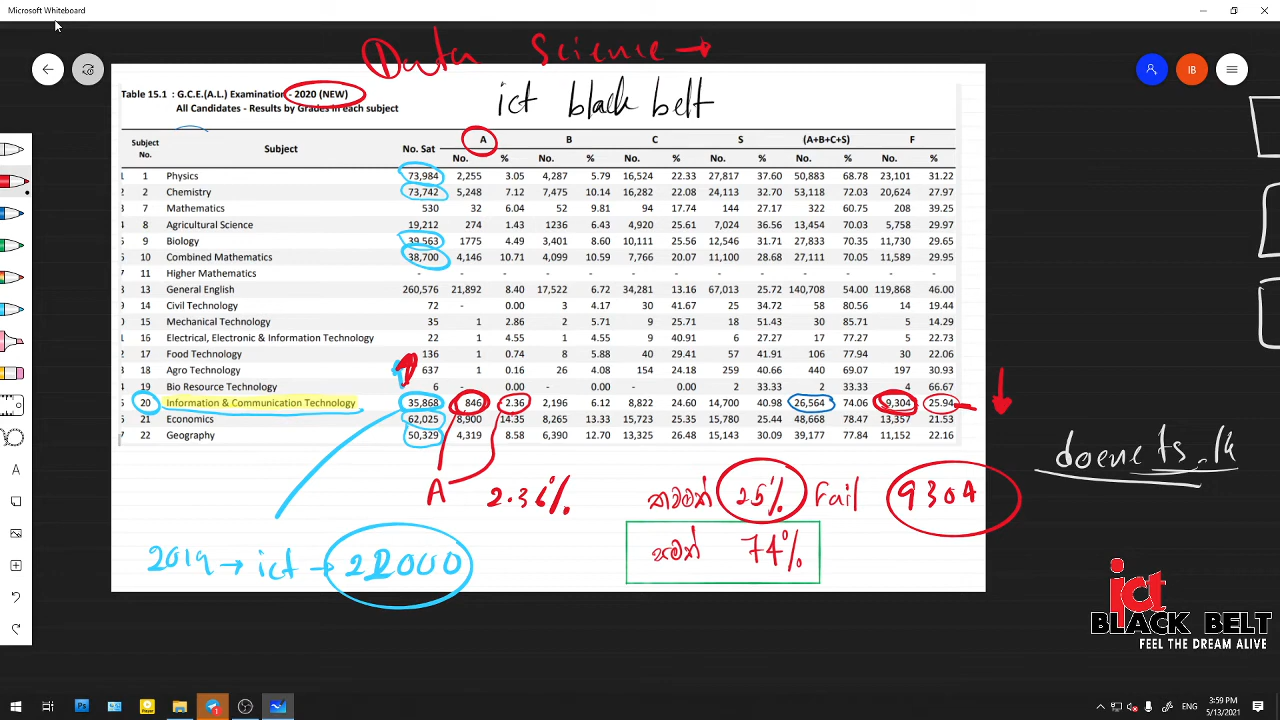 Microsoft Whiteboard
Data Science →
IB
ict black belt
Table 15.1 : G.C.E.(A.L.) Examination - 2020 (NEW)
All Candidates - Results by Grades in each subject
Subject No. Subject No. Sat A B C S (A+B+C+S) F
No. % No. % No. % No. % No. % No. %
1 Physics 73,984 2,255 3.05 4,287 5.79 16,524 22.33 27,817 37.60 50,883 68.78 23,101 31.22
2 Chemistry 73,742 5,248 7.12 7,475 10.14 16,282 22.08 24,113 32.70 53,118 72.03 20,624 27.97
7 Mathematics 530 32 6.04 52 9.81 94 17.74 144 27.17 322 60.75 208 39.25
8 Agricultural Science 19,212 274 1.43 1236 6.43 4,920 25.61 7,024 36.56 13,454 70.03 5,758 29.97
9 Biology 39,563 1775 4.49 3,401 8.60 10,111 25.56 12,546 31.71 27,833 70.35 11,730 29.65
10 Combined Mathematics 38,700 4,146 10.71 4,099 10.59 7,766 20.07 11,100 28.68 27,111 70.05 11,589 29.95
11 Higher Mathematics - - - - - - - - - - - - -
13 General English 260,576 21,892 8.40 17,522 6.72 34,281 13.16 67,013 25.72 140,708 54.00 119,868 46.00
14 Civil Technology 72 - 0.00 3 4.17 30 41.67 25 34.72 58 80.56 14 19.44
15 Mechanical Technology 35 1 2.86 2 5.71 9 25.71 18 51.43 30 85.71 5 14.29
16 Electrical, Electronic & Information Technology 22 1 4.55 1 4.55 9 40.91 6 27.27 17 77.27 5 22.73
17 Food Technology 136 1 0.74 8 5.88 40 29.41 57 41.91 106 77.94 30 22.06
18 Agro Technology 637 1 0.16 26 4.08 154 24.18 259 40.66 440 69.07 197 30.93
19 Bio Resource Technology 6 - 0.00 - 0.00 - 0.00 2 33.33 2 33.33 4 66.67
20 Information & Communication Technology 35,868 846 2.36 2,196 6.12 8,822 24.60 14,700 40.98 26,564 74.06 9,304 25.94
21 Economics 62,025 8,900 14.35 8,265 13.33 15,723 25.35 15,780 25.44 48,668 78.47 13,357 21.53
22 Geography 50,329 4,319 8.58 6,390 12.70 13,325 26.48 15,143 30.09 39,177 77.84 11,152 22.16
doenets.lk
A 2.36%
25% Fail 9304
සමත් 74%
2019 → ict →
ict
BLACK BELT
FEEL THE DREAM ALIVE
A
3:59 PM
5/13/2021